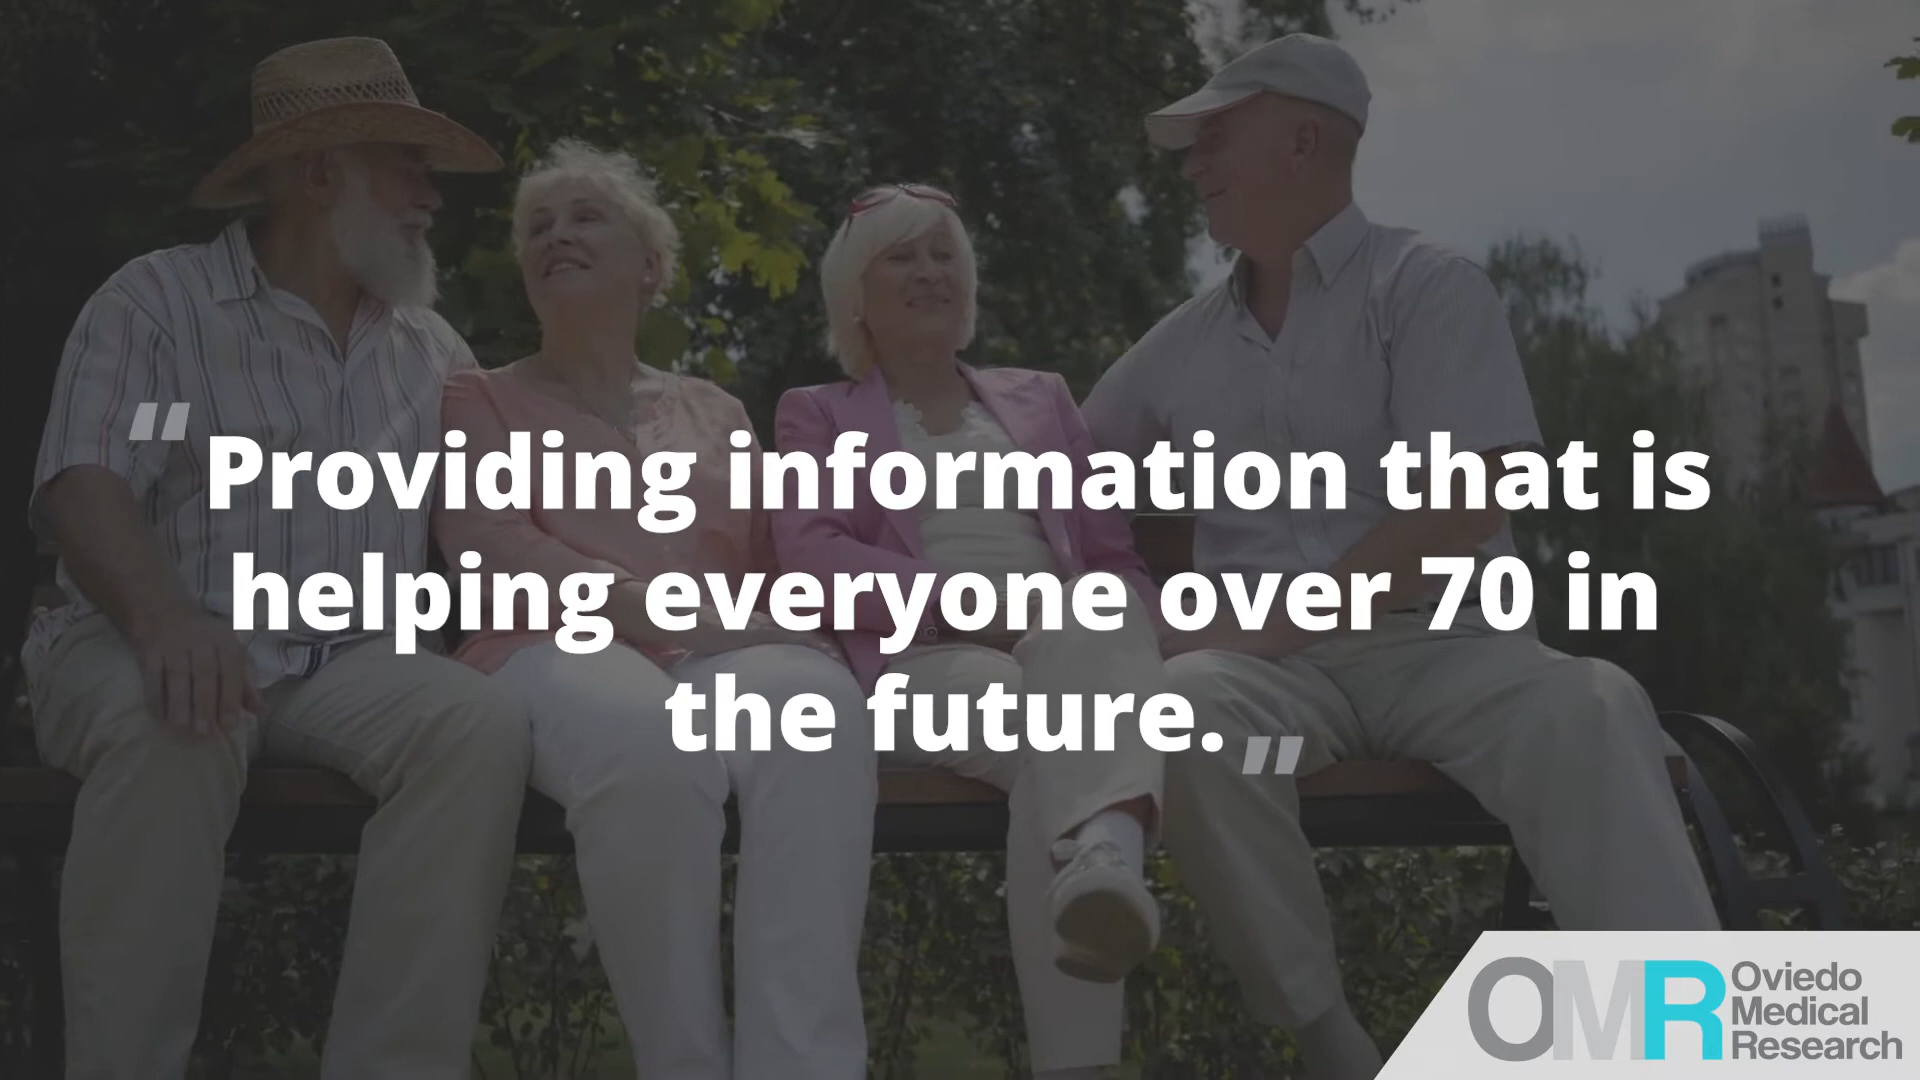 “Providing information that is
helping everyone over 70 in
the future.”
OMR Oviedo
Medical
Research